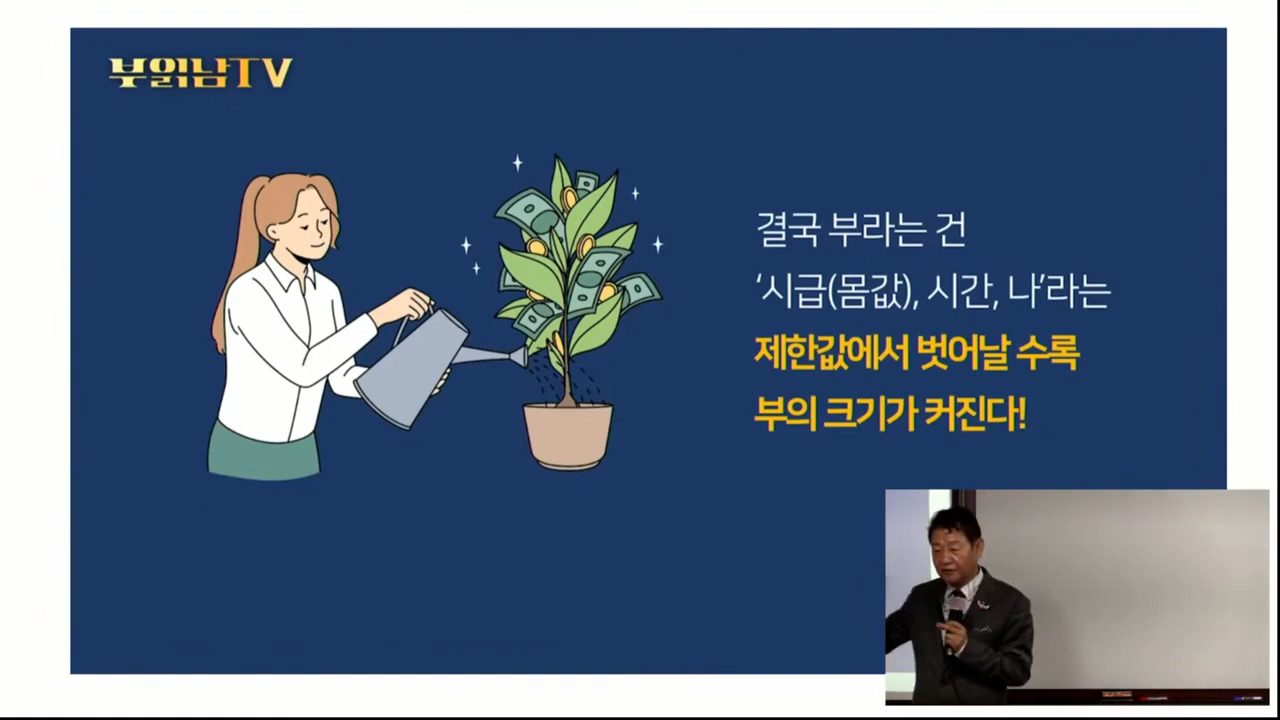 부읽남TV
결국 부라는 건
‘시급(몸값), 시간, 나’라는
제한값에서 벗어날 수록
부의 크기가 커진다!